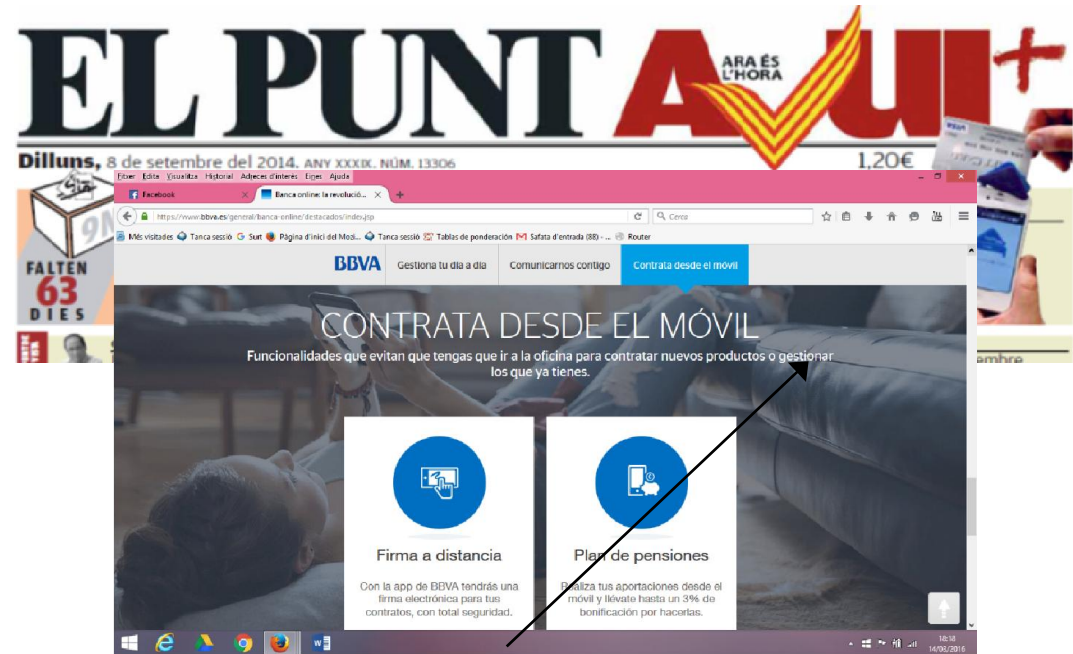 EL PUNT AVUI+
ARA ÉS
L'HORA
Dilluns, 8 de setembre del 2014. ANY XXXIX. NÚM. 13306
1,20€
9N
FALTEN
63
DIES
Fitxer Edita Visualitza Historial Adreces d'interès Eines Ajuda
Facebook
Banca online: la revolució...
https://www.bbva.es/general/banca-online/destacados/index.jsp
Cerca
Més visitades Tanca sessió Surt Pàgina d'inici del Mozi... Tanca sessió Tablas de ponderación Safata d'entrada (88) - ... Router
BBVA Gestiona tu día a día Comunicarnos contigo Contrata desde el móvil
CONTRATA DESDE EL MÓVIL
Funcionalidades que evitan que tengas que ir a la oficina para contratar nuevos productos o gestionar
los que ya tienes.
Firma a distancia
Con la app de BBVA tendrás una
firma electrónica para tus
contratos, con total seguridad.
Plan de pensiones
Realiza tus aportaciones desde el
móvil y llévate hasta un 3% de
bonificación por hacerlas.
18:18
14/08/2016